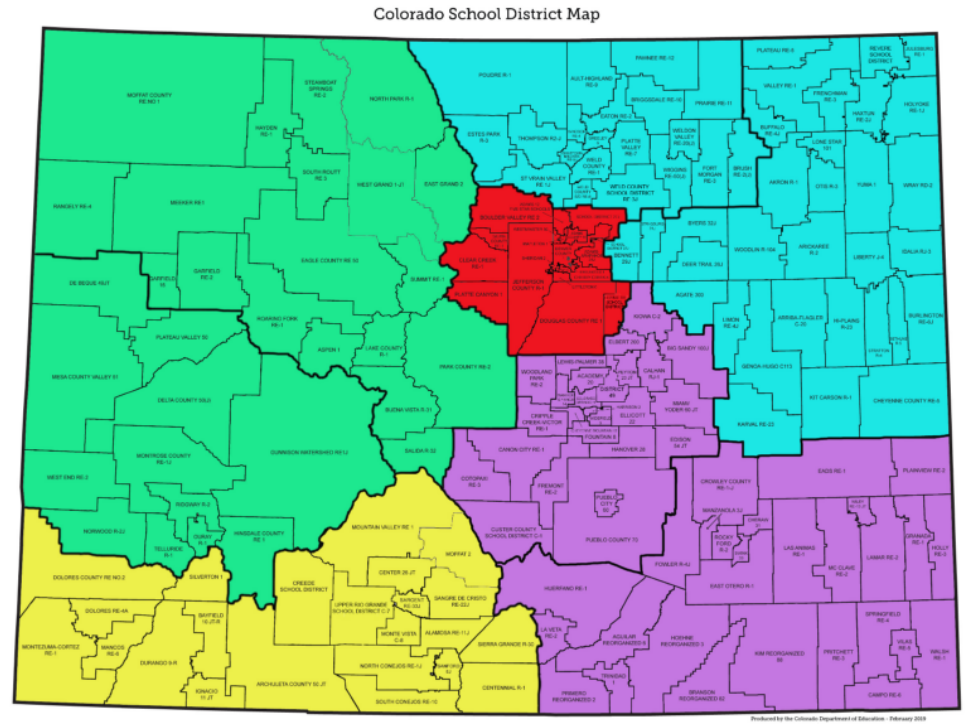 Colorado School District Map
MOFFAT COUNTY
RE:NO 1
STEAMBOAT
SPRINGS
RE-2
NORTH PARK R-1
HAYDEN
RE-1
SOUTH ROUTT
RE-3
WEST GRAND 1-JT
EAST GRAND 2
RANGELY RE-4
MEEKER RE1
EAGLE COUNTY RE 50
GARFIELD
RE-2
GARFIELD
16
SUMMIT RE-1
DE BEQUE 49JT
ROARING FORK
RE-1
PLATEAU VALLEY 50
ASPEN 1
LAKE COUNTY
R-1
PARK COUNTY RE-2
MESA COUNTY VALLEY 51
DELTA COUNTY 50(J)
BUENA VISTA R-31
SALIDA R-32
GUNNISON WATERSHED RE1J
MONTROSE COUNTY
RE-1J
WEST END RE-2
RIDGWAY R-2
OURAY
R-1
NORWOOD R-2J
TELLURIDE
R-1
HINSDALE COUNTY
RE 1
POUDRE R-1
AULT-HIGHLAND
RE-9
PAWNEE RE-12
BRIGGSDALE RE-10
PRAIRIE RE-11
ESTES PARK
R-3
THOMPSON R2-J
EATON RE-2
PLATTE
VALLEY
RE-7
WELDON
VALLEY
RE-20(J)
WELD
COUNTY
RE-1
WIGGINS
RE-50(J)
FORT
MORGAN
RE-3
BRUSH
RE-2(J)
ST VRAIN VALLEY
RE 1J
WELD COUNTY
SCHOOL DISTRICT
RE 3J
PLATEAU RE-5
REVERE
SCHOOL
DISTRICT
JULESBURG
RE-1
VALLEY RE-1
FRENCHMAN
RE-3
HAXTUN
RE-2J
HOLYOKE
RE-1J
BUFFALO
RE-4J
LONE STAR
101
AKRON R-1
OTIS R-3
YUMA 1
WRAY RD-2
BYERS 32J
BENNETT
29J
DEER TRAIL 26J
WOODLIN R-104
ARICKAREE
R-2
LIBERTY J-4
IDALIA RJ-3
AGATE 300
LIMON
RE-4J
ARRIBA-FLAGLER
C-20
HI-PLAINS
R-23
BURLINGTON
RE-6J
GENOA-HUGO C113
KIT CARSON R-1
CHEYENNE COUNTY RE-5
KARVAL RE-23
BOULDER VALLEY RE 2
CLEAR CREEK
RE-1
PLATTE CANYON 1
JEFFERSON
COUNTY R-1
DOUGLAS COUNTY RE 1
KIOWA C-2
ELBERT 200
BIG SANDY 100J
LEWIS-PALMER 38
WOODLAND
PARK
RE-2
ACADEMY
20
DISTRICT
49
CALHAN
RJ-1
MIAMI
YODER 60 JT
CRIPPLE
CREEK-VICTOR
RE-1
ELLICOTT
22
FOUNTAIN 8
EDISON
54 JT
HANOVER 28
CANON CITY RE-1
COTOPAXI
RE-3
FREMONT
RE-2
PUEBLO
CITY
60
CUSTER COUNTY
SCHOOL DISTRICT C-1
PUEBLO COUNTY 70
CROWLEY COUNTY
RE-1-J
EADS RE-1
PLAINVIEW RE-2
MANZANOLA 3J
ROCKY
FORD
R-2
FOWLER R-4J
EAST OTERO R-1
LAS ANIMAS
RE-1
MC CLAVE
RE-2
LAMAR RE-2
GRANADA
RE-1
HOLLY
RE-3
HUERFANO RE-1
LA VETA
RE-2
AGUILAR
REORGANIZED 6
HOEHNE
REORGANIZED 3
TRINIDAD
1
PRIMERO
REORGANIZED 2
BRANSON
REORGANIZED 82
KIM REORGANIZED
88
PRITCHETT
RE-3
SPRINGFIELD
RE-4
VILAS
RE-5
WALSH
RE-1
CAMPO RE-6
MOUNTAIN VALLEY RE 1
MOFFAT 2
CENTER 26 JT
CREEDE
SCHOOL DISTRICT
UPPER RIO GRANDE
SCHOOL DISTRICT C-7
SARGENT
RE-33J
SANGRE DE CRISTO
RE-22J
MONTE VISTA
C-8
ALAMOSA RE-11J
SIERRA GRANDE R-30
NORTH CONEJOS RE-1J
SANFORD
6J
CENTENNIAL R-1
SOUTH CONEJOS RE-10
DOLORES COUNTY RE NO.2
SILVERTON 1
DOLORES RE-4A
MONTEZUMA-CORTEZ
RE-1
MANCOS
RE-6
DURANGO 9-R
BAYFIELD
10 JT-R
IGNACIO
11 JT
ARCHULETA COUNTY 50 JT
Produced by the Colorado Department of Education - February 2018